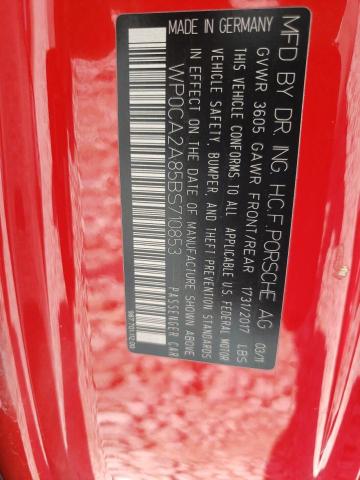 MFD BY DR. ING. H.C.F. PORSCHE AG
GVWR 3605 GAWR FRONT/REAR 1731/2017 LBS 03/11
THIS VEHICLE CONFORMS TO ALL APPLICABLE U.S. FEDERAL MOTOR
VEHICLE SAFETY, BUMPER, AND THEFT PREVENTION STANDARDS
IN EFFECT ON THE DATE OF MANUFACTURE SHOWN ABOVE
WP0CA2A85BS710853 PASSENGER CAR
MADE IN GERMANY